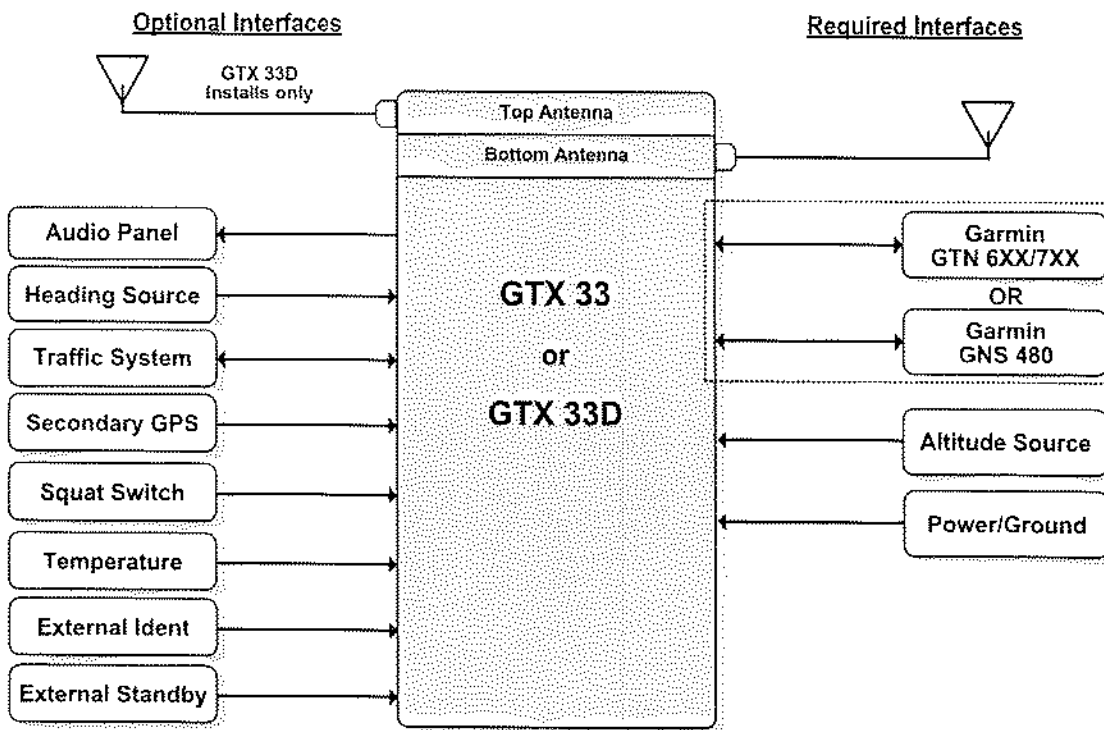 Optional Interfaces
Required Interfaces
GTX 33D
Installs only
Top Antenna
Bottom Antenna
Audio Panel
Heading Source
Traffic System
Secondary GPS
Squat Switch
Temperature
External Ident
External Standby
GTX 33
or
GTX 33D
Garmin
GTN 6XX/7XX
OR
Garmin
GNS 480
Altitude Source
Power/Ground